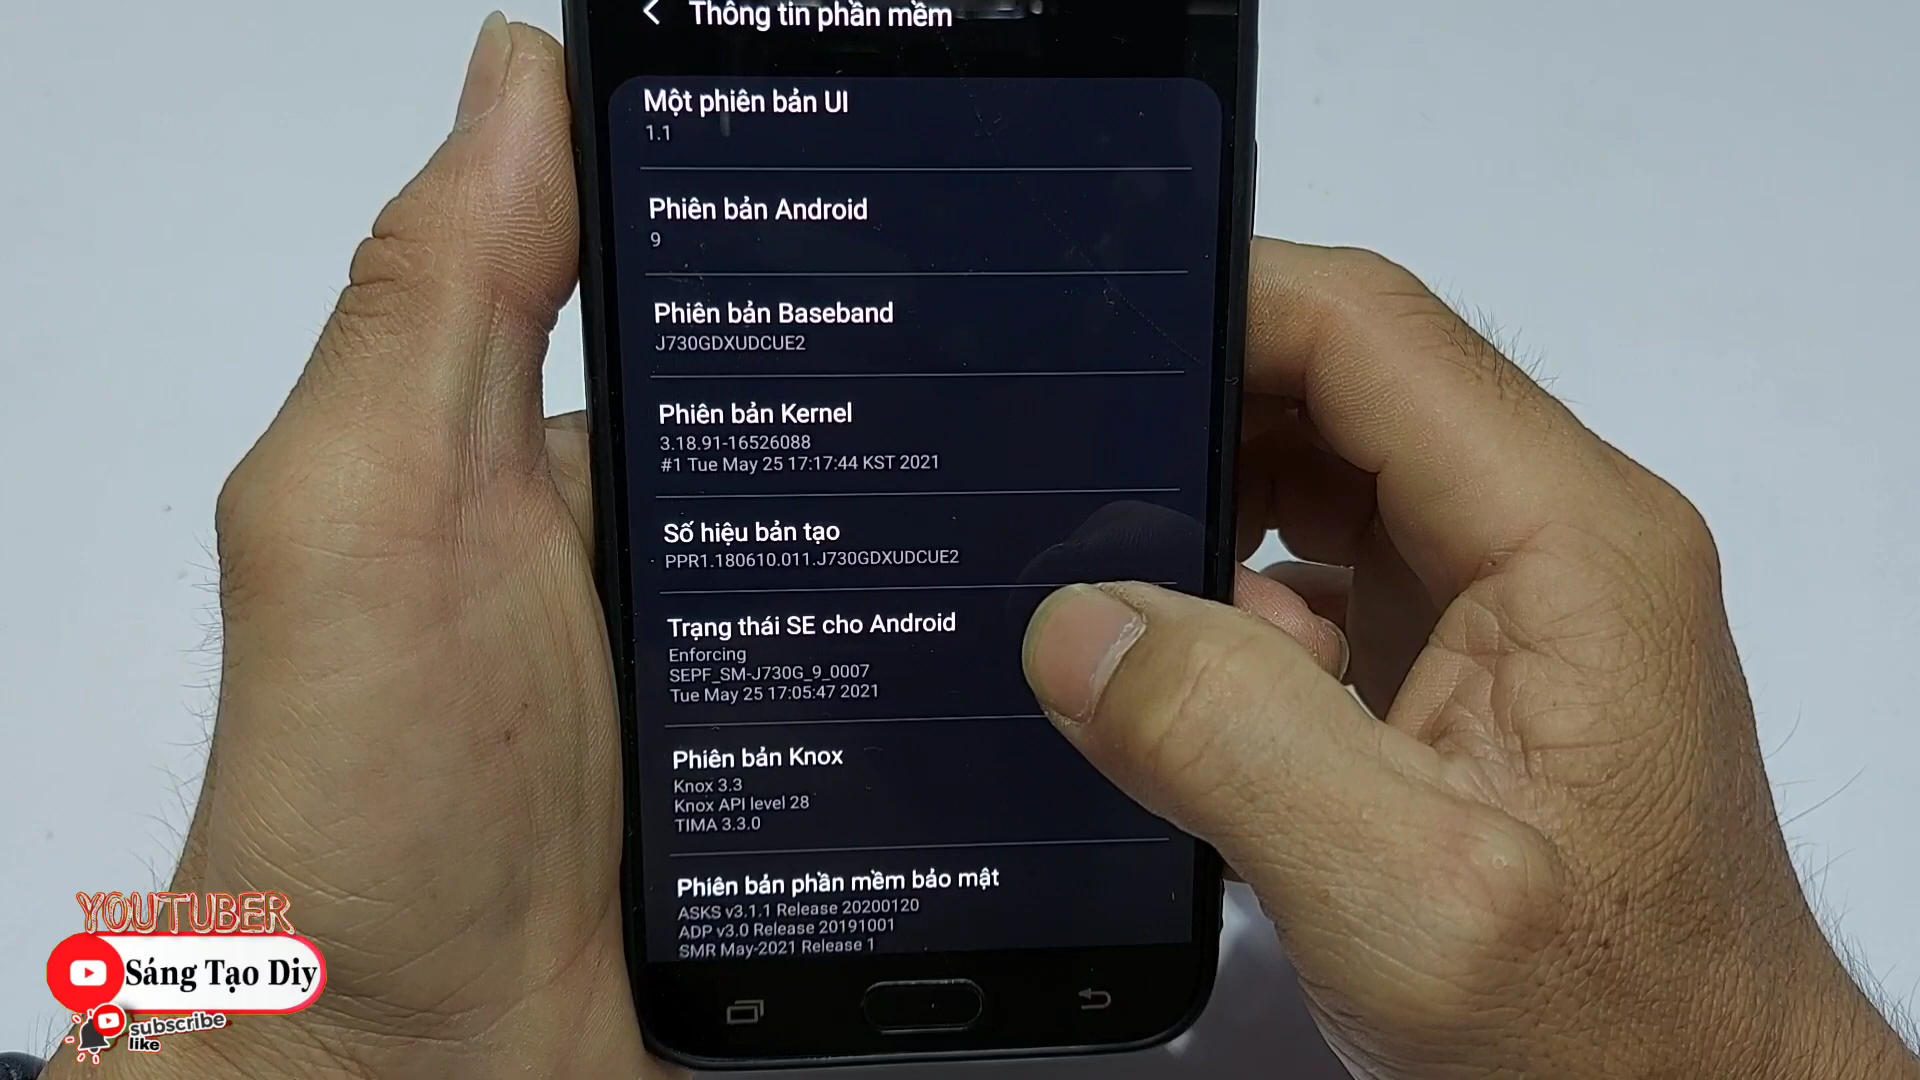 Thông tin phần mềm
Một phiên bản UI
1.1
Phiên bản Android
9
Phiên bản Baseband
J730GDXUDCUE2
Phiên bản Kernel
3.18.91-16526088
#1 Tue May 25 17:17:44 KST 2021
Số hiệu bản tạo
PPR1.180610.011.J730GDXUDCUE2
Trạng thái SE cho Android
Enforcing
SEPF_SM-J730G_9_0007
Tue May 25 17:05:47 2021
Phiên bản Knox
Knox 3.3
Knox API level 28
TIMA 3.3.0
Phiên bản phần mềm bảo mật
ASKS v3.1.1 Release 20200120
ADP v3.0 Release 20191001
SMR May-2021 Release 1
YOUTUBER
Sáng Tạo Diy
subscribe
like